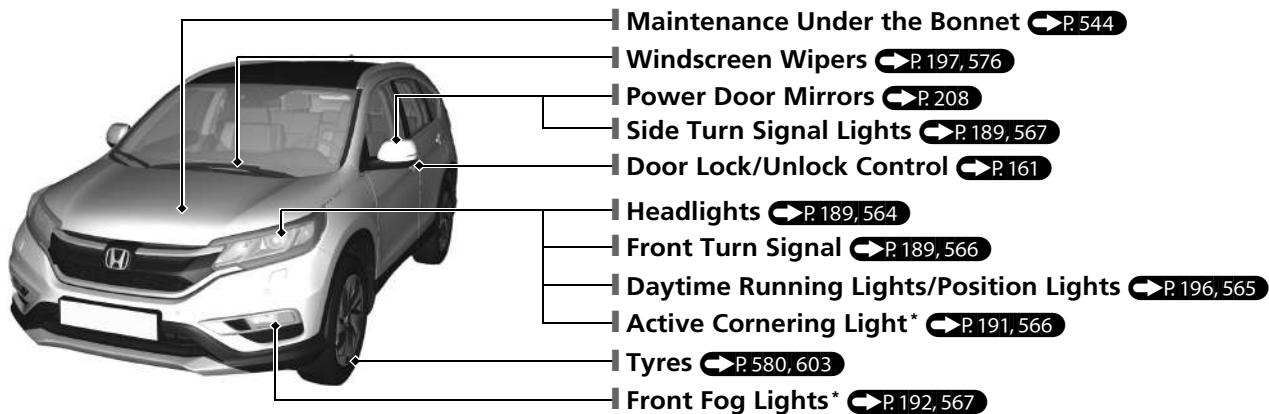 Maintenance Under the Bonnet P. 544
Windscreen Wipers P. 197, 576
Power Door Mirrors P. 208
Side Turn Signal Lights P. 189, 567
Door Lock/Unlock Control P. 161
Headlights P. 189, 564
Front Turn Signal P. 189, 566
Daytime Running Lights/Position Lights P. 196, 565
Active Cornering Light* P. 191, 566
Tyres P. 580, 603
Front Fog Lights* P. 192, 567